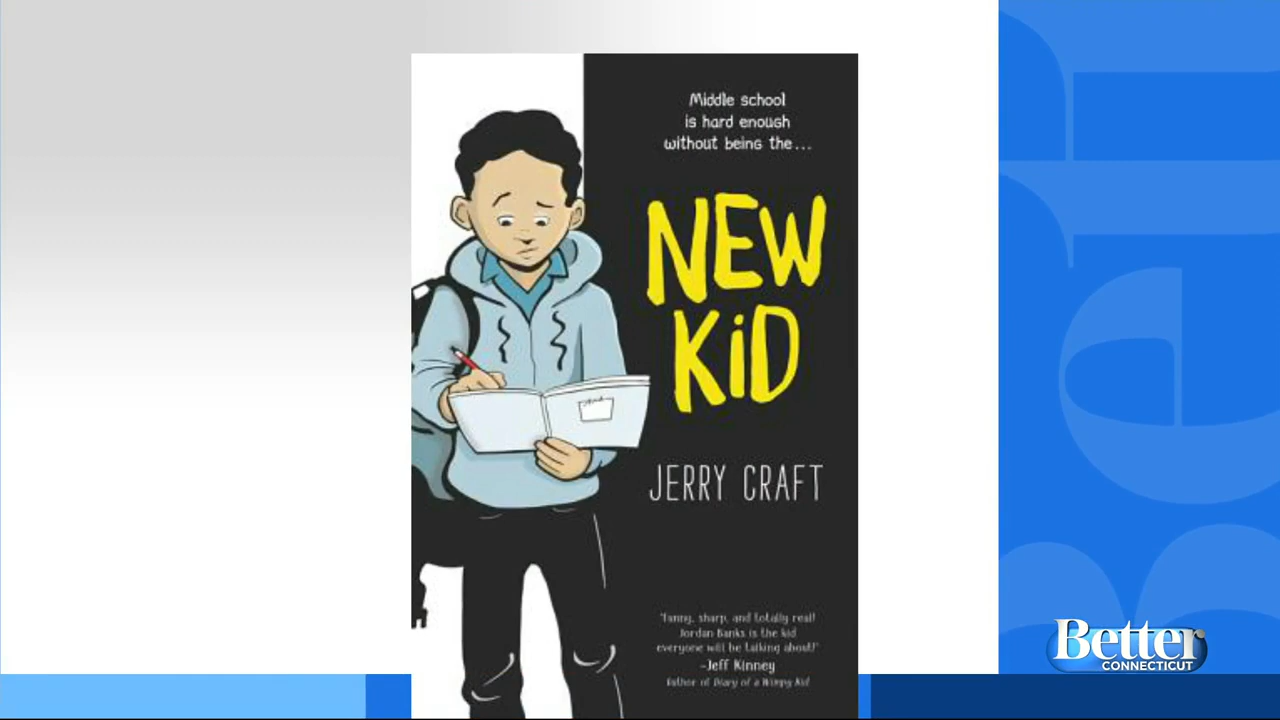 Middle school
is hard enough
without being the...
NEW
KiD
JERRY CRAFT
"Funny, sharp, and totally real!
Jordan Banks is the kid
everyone will be talking about!"
-Jeff Kinney
Author of Diary of a Wimpy Kid
Better
CONNECTICUT